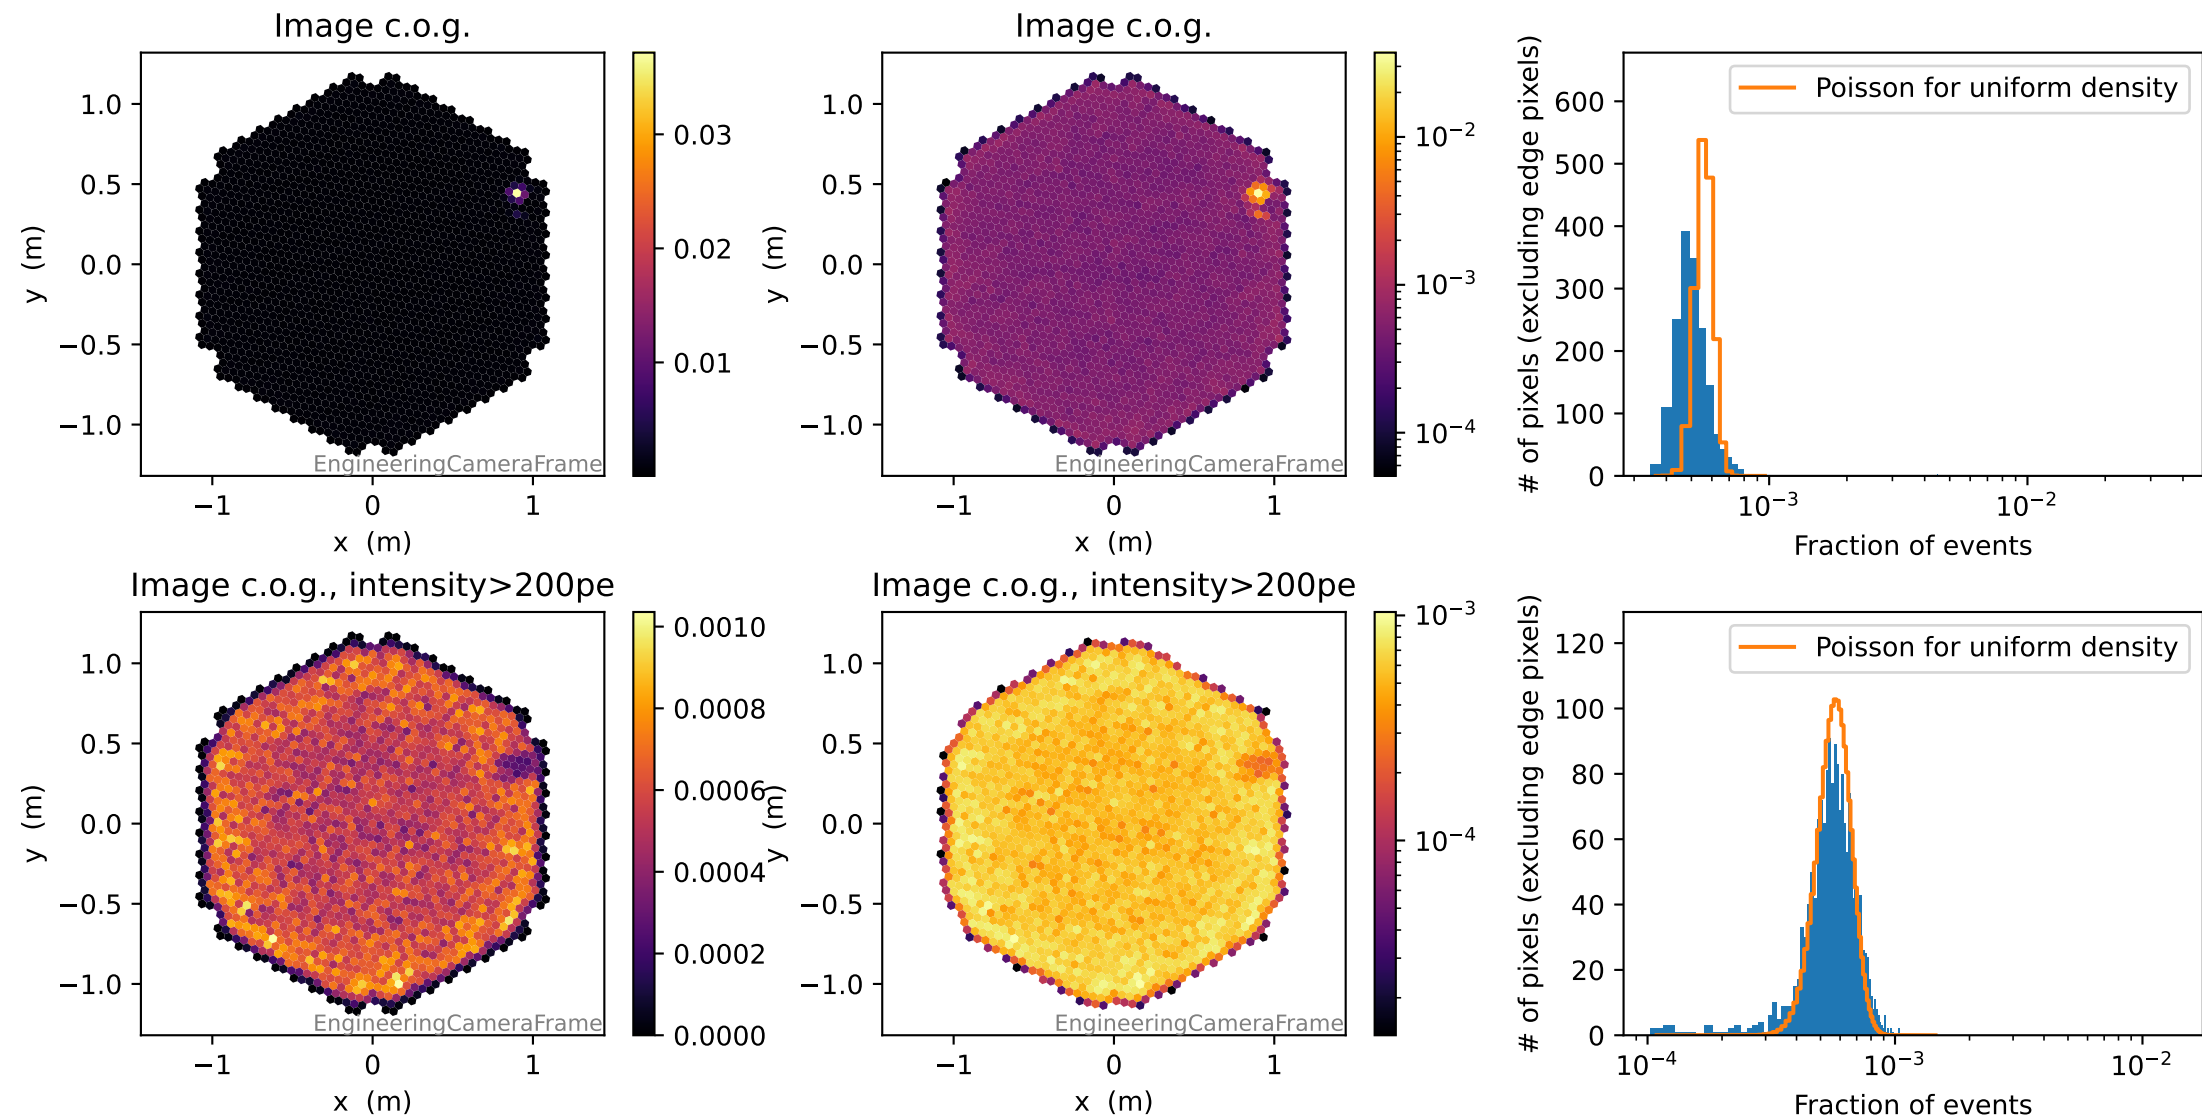 Image c.o.g.
1.0
0.5
0.0
−0.5
−1.0
y (m)
−1
0
1
x (m)
EngineeringCameraFrame
0.03
0.02
0.01
Image c.o.g.
1.0
0.5
0.0
−0.5
−1.0
y (m)
−1
0
1
x (m)
EngineeringCameraFrame
10⁻²
10⁻³
10⁻⁴
Poisson for uniform density
# of pixels (excluding edge pixels)
600
500
400
300
200
100
0
10⁻³
10⁻²
Fraction of events
Image c.o.g., intensity>200pe
1.0
0.5
0.0
−0.5
−1.0
y (m)
−1
0
1
x (m)
EngineeringCameraFrame
0.0010
0.0008
0.0006
0.0004
0.0002
0.0000
Image c.o.g., intensity>200pe
1.0
0.5
0.0
−0.5
−1.0
y (m)
−1
0
1
x (m)
EngineeringCameraFrame
10⁻³
10⁻⁴
Poisson for uniform density
# of pixels (excluding edge pixels)
120
100
80
60
40
20
0
10⁻⁴
10⁻³
10⁻²
Fraction of events